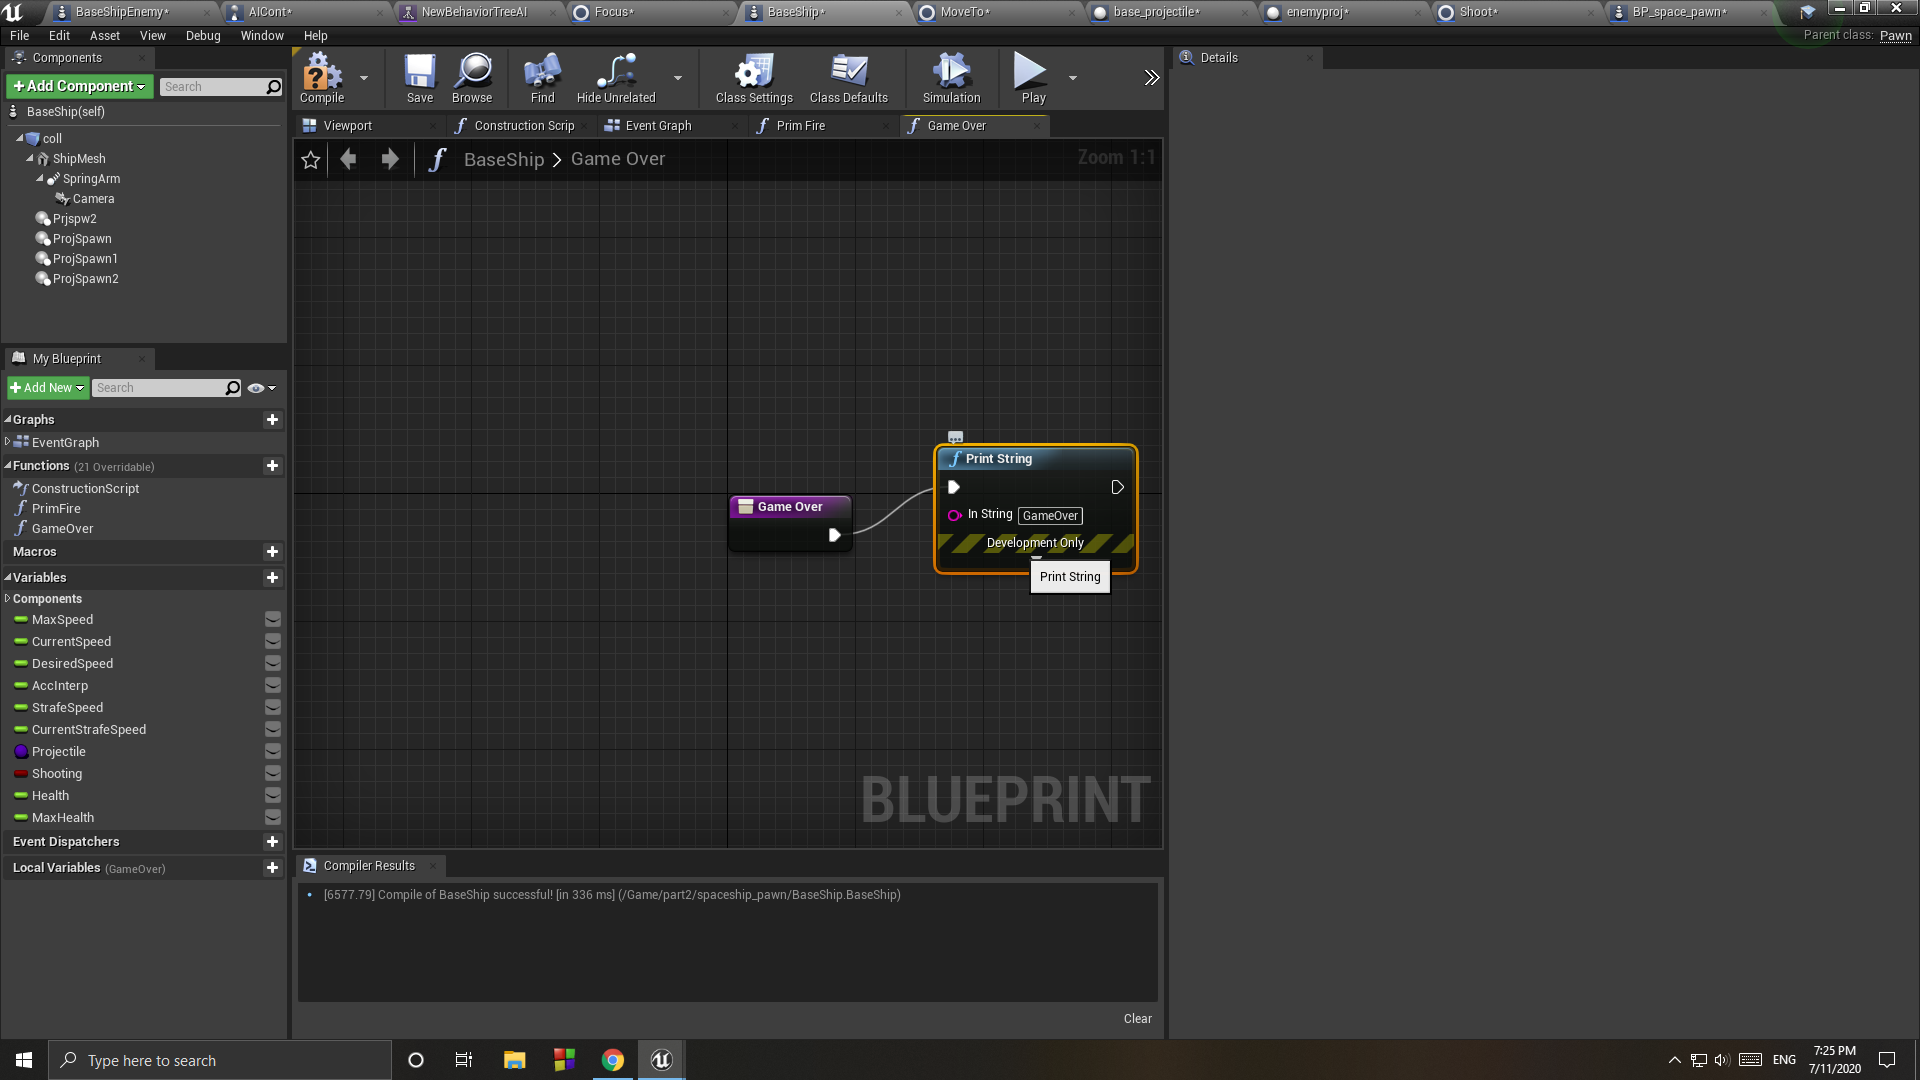 BaseShipEnemy*
AICont*
NewBehaviorTreeAI
Focus*
BaseShip*
MoveTo*
base_projectile*
enemyproj*
Shoot*
BP_space_pawn*
File Edit Asset View Debug Window Help
Parent class: Pawn
Components
+Add Component
Search
BaseShip(self)
coll
ShipMesh
SpringArm
Camera
Prjspw2
ProjSpawn
ProjSpawn1
ProjSpawn2
My Blueprint
+Add New
Search
Graphs
EventGraph
Functions (21 Overridable)
ConstructionScript
PrimFire
GameOver
Macros
Variables
Components
MaxSpeed
CurrentSpeed
DesiredSpeed
AccInterp
StrafeSpeed
CurrentStrafeSpeed
Projectile
Shooting
Health
MaxHealth
Event Dispatchers
Local Variables (GameOver)
Compile
Save
Browse
Find
Hide Unrelated
Class Settings
Class Defaults
Simulation
Play
Viewport
Construction Scrip
Event Graph
Prim Fire
Game Over
BaseShip > Game Over
Zoom 1:1
Print String
In String GameOver
Development Only
Game Over
Print String
BLUEPRINT
Compiler Results
[6577.79] Compile of BaseShip successful! [in 336 ms] (/Game/part2/spaceship_pawn/BaseShip.BaseShip)
Clear
Details
Type here to search
ENG
7:25 PM
7/11/2020